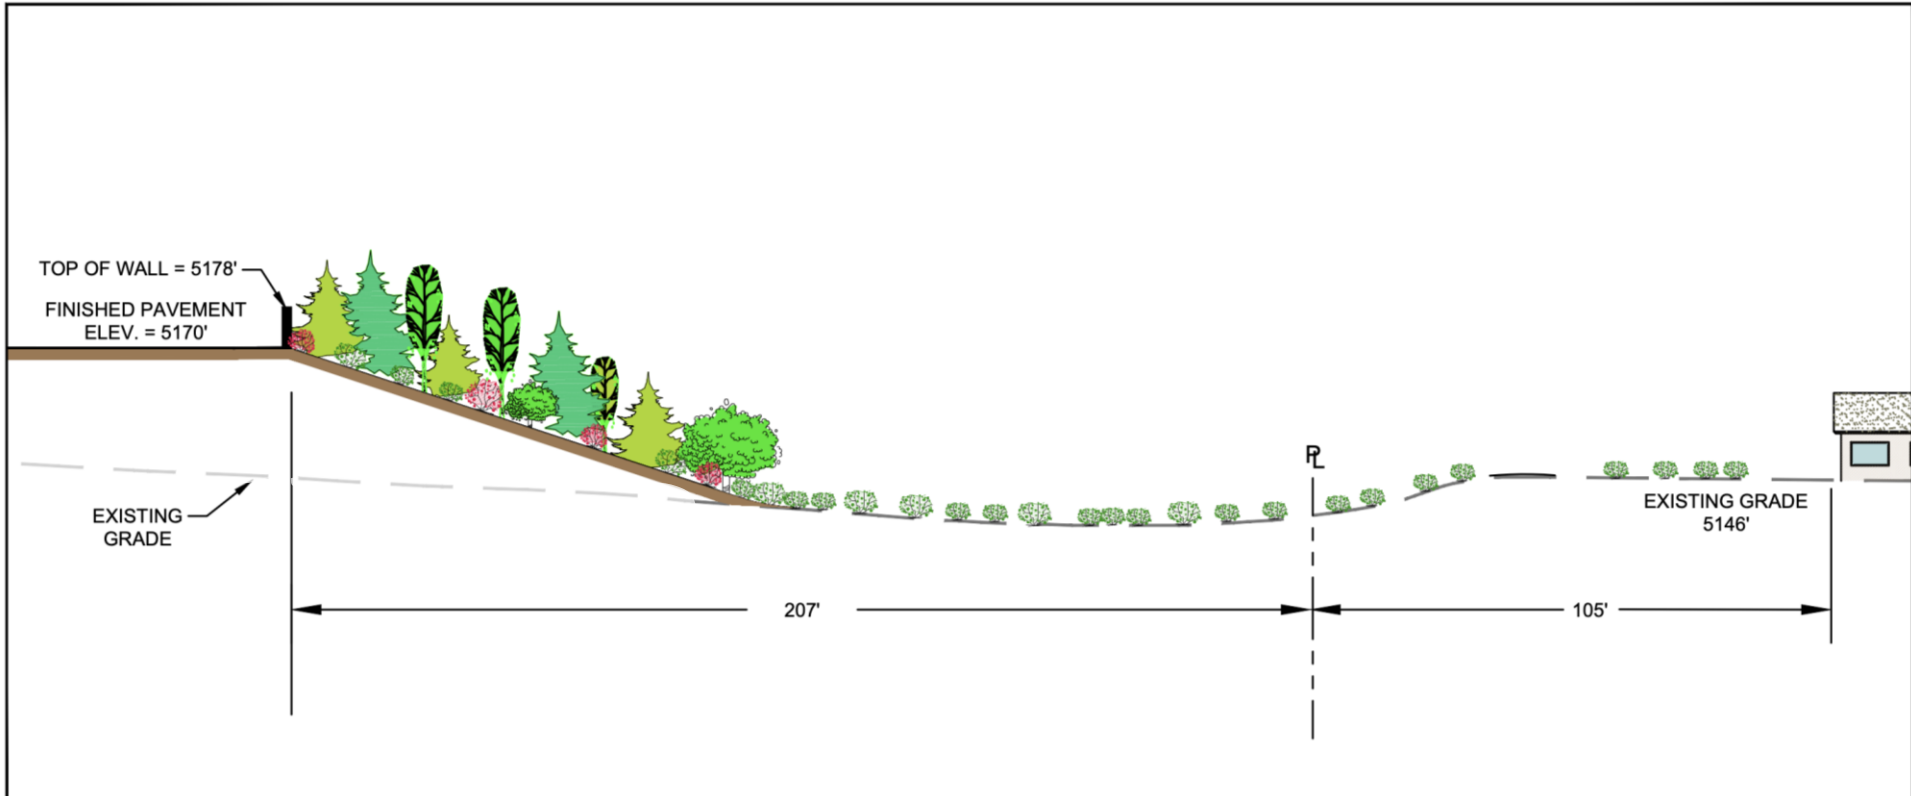 TOP OF WALL = 5178'
FINISHED PAVEMENT
ELEV. = 5170'
EXISTING
GRADE
PL
EXISTING GRADE
5146'
207'
105'